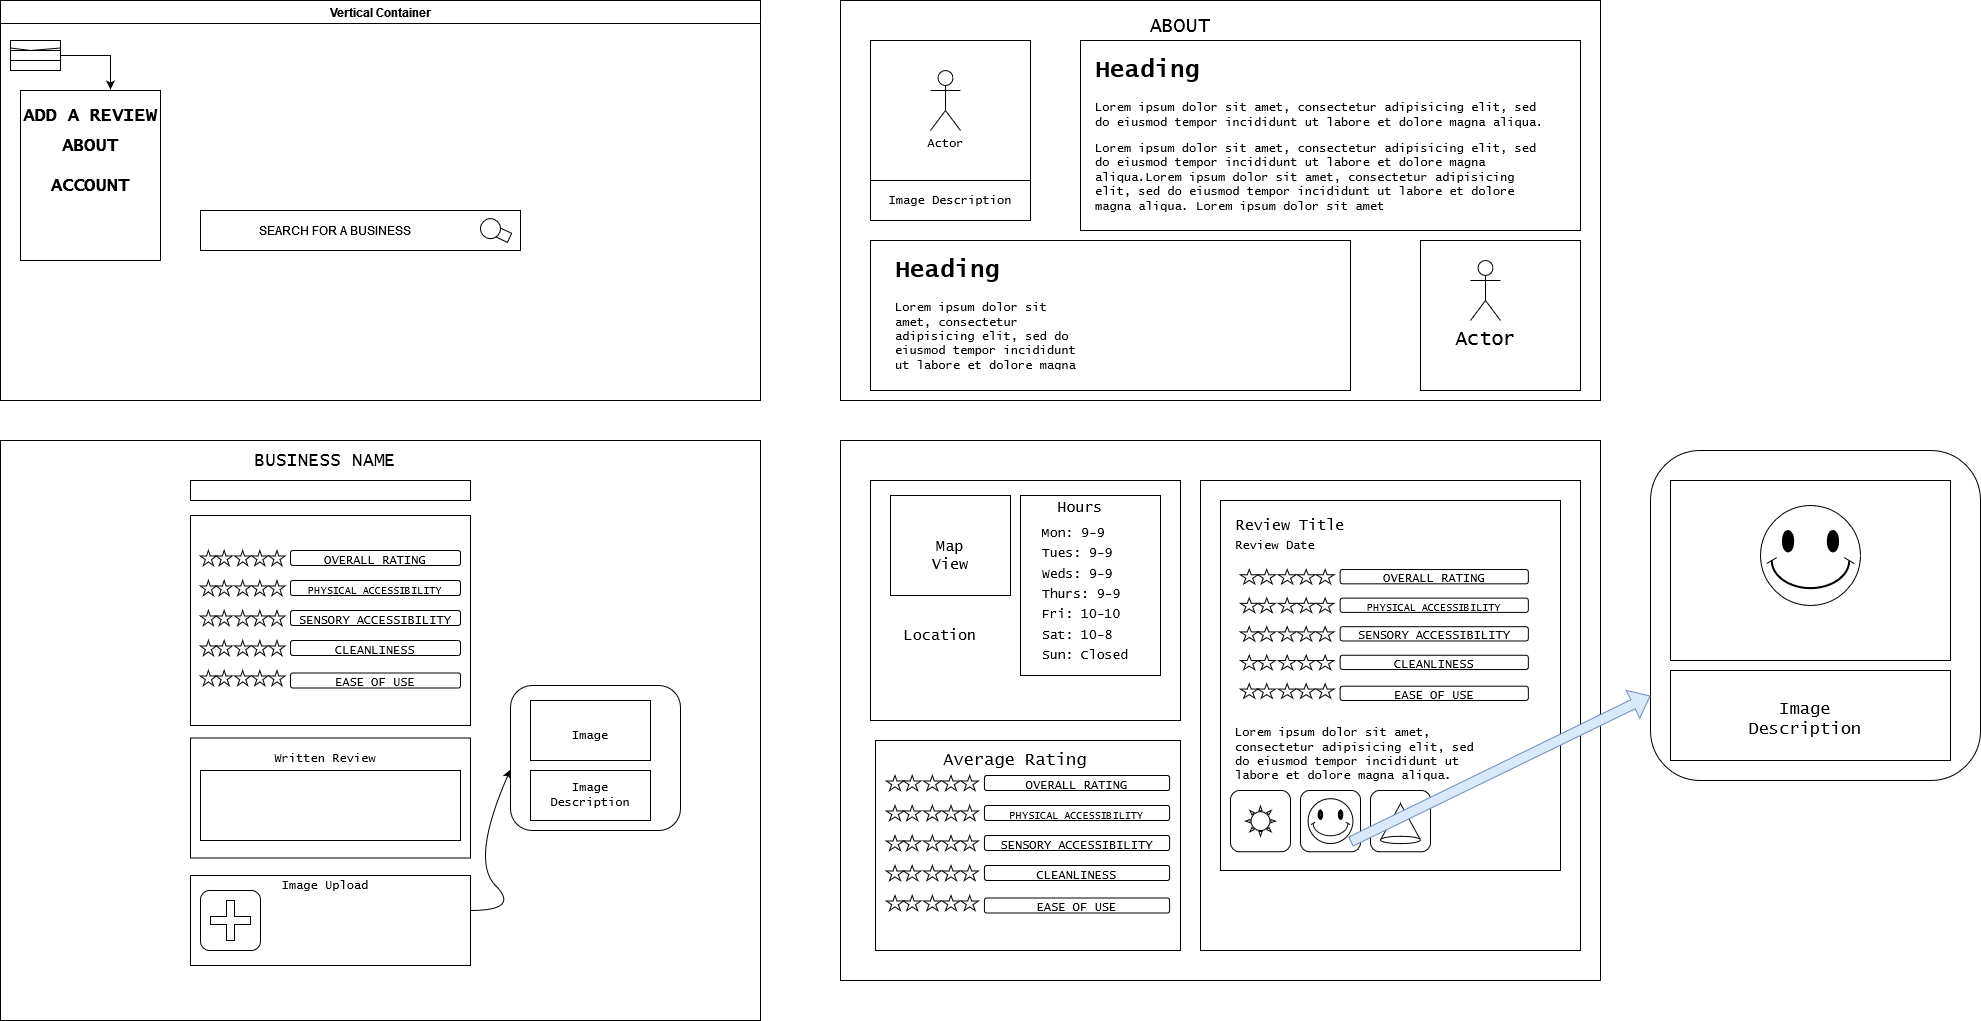 Vertical Container
ADD A REVIEW
ABOUT
ACCOUNT
SEARCH FOR A BUSINESS
ABOUT
Actor
Image Description
Heading
Lorem ipsum dolor sit amet, consectetur adipisicing elit, sed
do eiusmod tempor incididunt ut labore et dolore magna aliqua.
Lorem ipsum dolor sit amet, consectetur adipisicing elit, sed
do eiusmod tempor incididunt ut labore et dolore magna
aliqua.Lorem ipsum dolor sit amet, consectetur adipisicing
elit, sed do eiusmod tempor incididunt ut labore et dolore
magna aliqua. Lorem ipsum dolor sit amet
Heading
Lorem ipsum dolor sit
amet, consectetur
adipisicing elit, sed do
eiusmod tempor incididunt
ut labore et dolore magna
Actor
BUSINESS NAME
OVERALL RATING
PHYSICAL ACCESSIBILITY
SENSORY ACCESSIBILITY
CLEANLINESS
EASE OF USE
Written Review
Image Upload
Image
Image
Description
Map
View
Location
Hours
Mon: 9-9
Tues: 9-9
Weds: 9-9
Thurs: 9-9
Fri: 10-10
Sat: 10-8
Sun: Closed
Average Rating
OVERALL RATING
PHYSICAL ACCESSIBILITY
SENSORY ACCESSIBILITY
CLEANLINESS
EASE OF USE
Review Title
Review Date
OVERALL RATING
PHYSICAL ACCESSIBILITY
SENSORY ACCESSIBILITY
CLEANLINESS
EASE OF USE
Lorem ipsum dolor sit amet,
consectetur adipisicing elit, sed
do eiusmod tempor incididunt ut
labore et dolore magna aliqua.
Image
Description